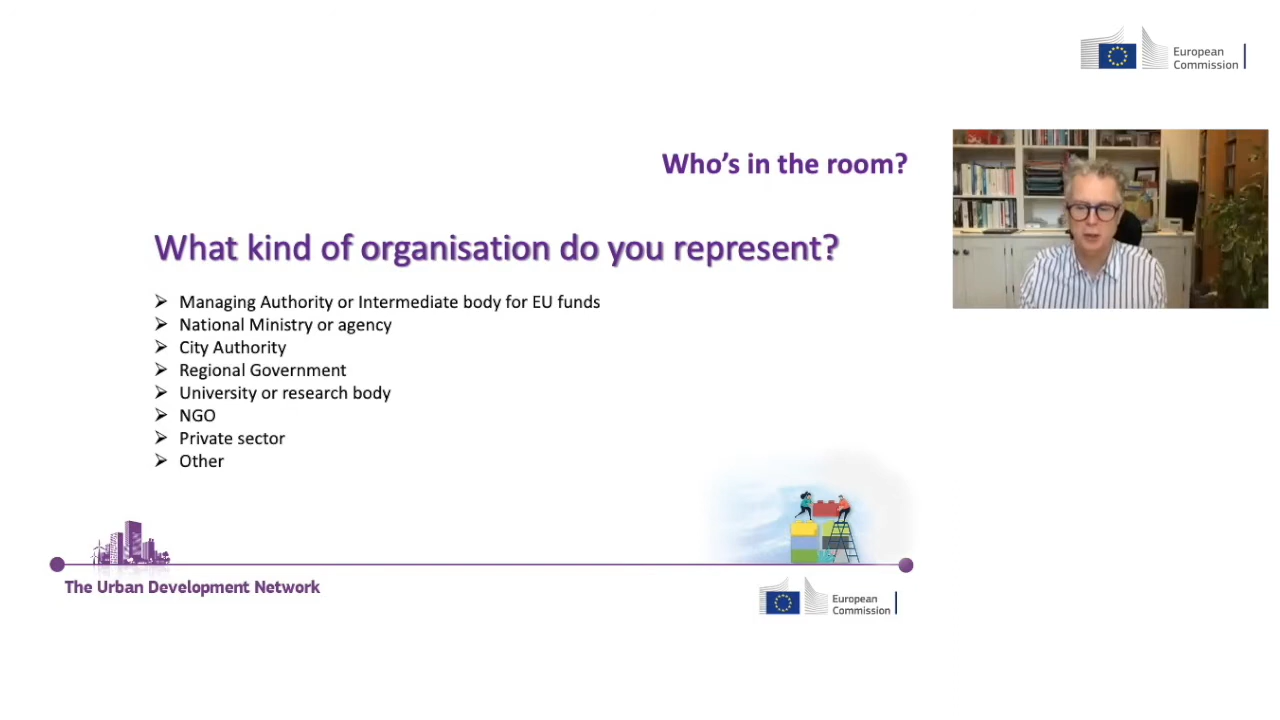 European
Commission
Who's in the room?
What kind of organisation do you represent?
➢ Managing Authority or Intermediate body for EU funds
➢ National Ministry or agency
➢ City Authority
➢ Regional Government
➢ University or research body
➢ NGO
➢ Private sector
➢ Other
The Urban Development Network
European
Commission